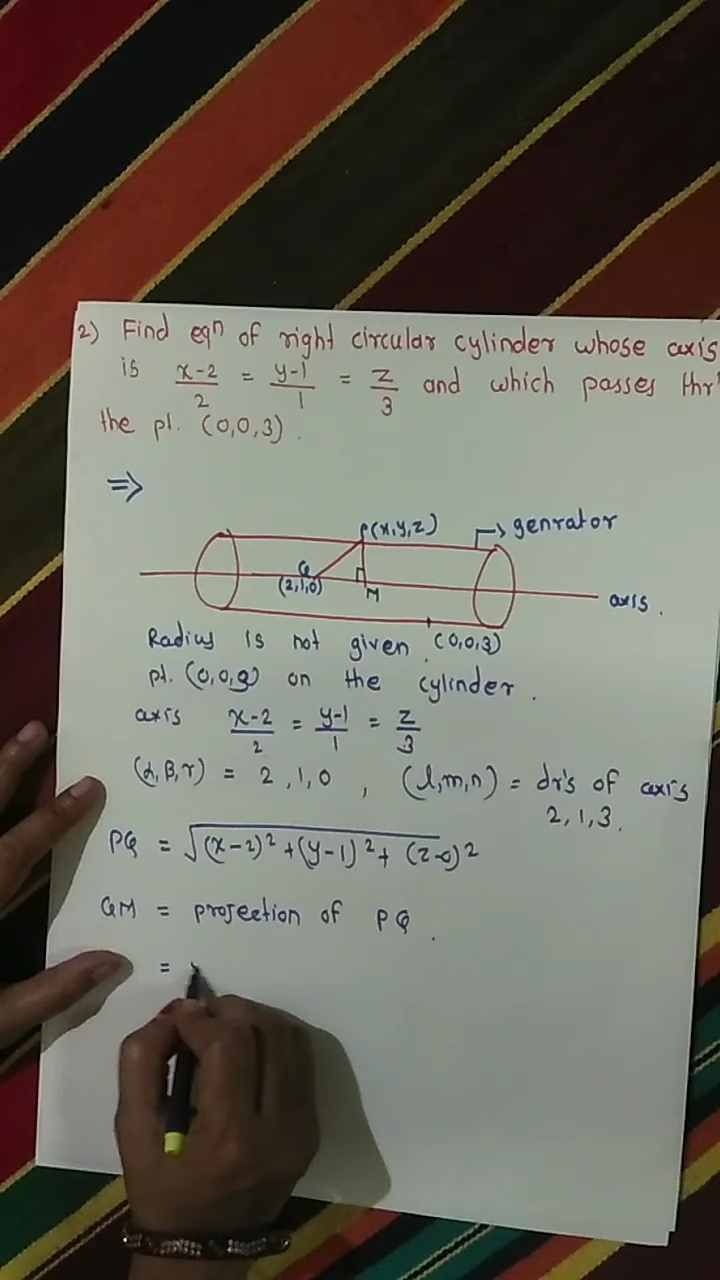 2) Find eqn of right circular cylinder whose axis
is x-2/2 = y-1/1 = z/3 and which passes thr'
the pt. (0,0,3).
⇒
P(x,y,z) → genrator
Q
(2,1,0) M axis.
Radius is not given. (0,0,3)
pt. (0,0,3) on the cylinder.
axis x-2/2 = y-1/1 = z/3
(α,β,r) = 2,1,0 , (l,m,n) = dr's of axis
2,1,3.
PQ = √(x-2)² + (y-1)² + (z-0)²
QM = projection of PQ.
=